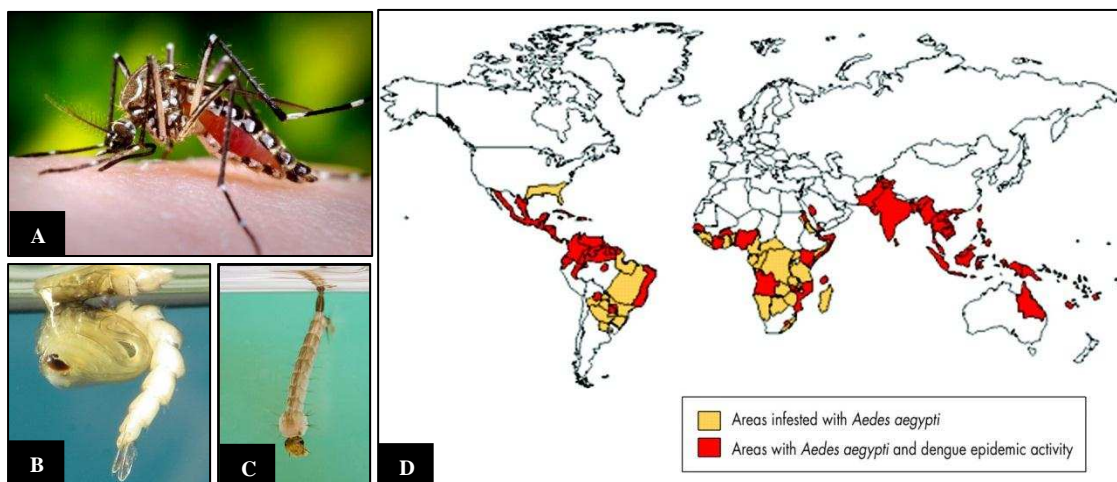 A
B
C
D
Areas infested with Aedes aegypti
Areas with Aedes aegypti and dengue epidemic activity